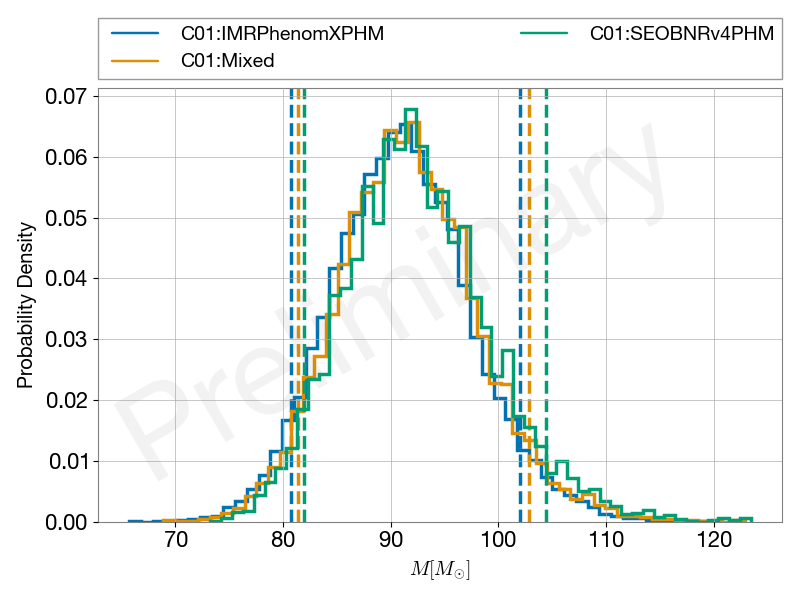 C01:IMRPhenomXPHM
C01:Mixed
C01:SEOBNRv4PHM
0.07
0.06
0.05
0.04
0.03
0.02
0.01
0.00
Probability Density
Preliminary
70 80 90 100 110 120
M[M⊙]